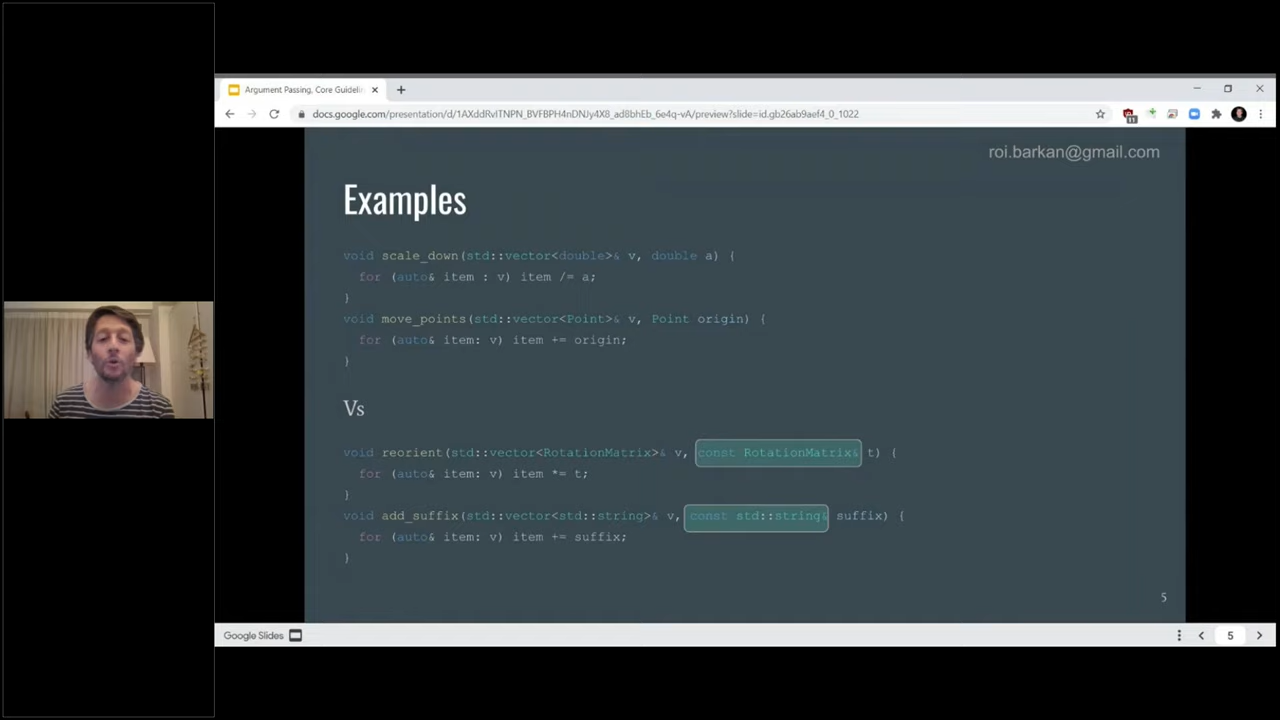 Argument Passing, Core Guidelin
docs.google.com/presentation/d/1AXddRvITNPN_BVFBPH4nDNJy4X8_ad8bhEb_6e4q-vA/preview?slide=id.gb26ab9aef4_0_1022
11
roi.barkan@gmail.com
Examples
void scale_down(std::vector<double>& v, double a) {
for (auto& item : v) item /= a;
}
void move_points(std::vector<Point>& v, Point origin) {
for (auto& item: v) item += origin;
}
Vs
void reorient(std::vector<RotationMatrix>& v, const RotationMatrix& t) {
for (auto& item: v) item *= t;
}
void add_suffix(std::vector<std::string>& v, const std::string& suffix) {
for (auto& item: v) item += suffix;
}
5
Google Slides
5